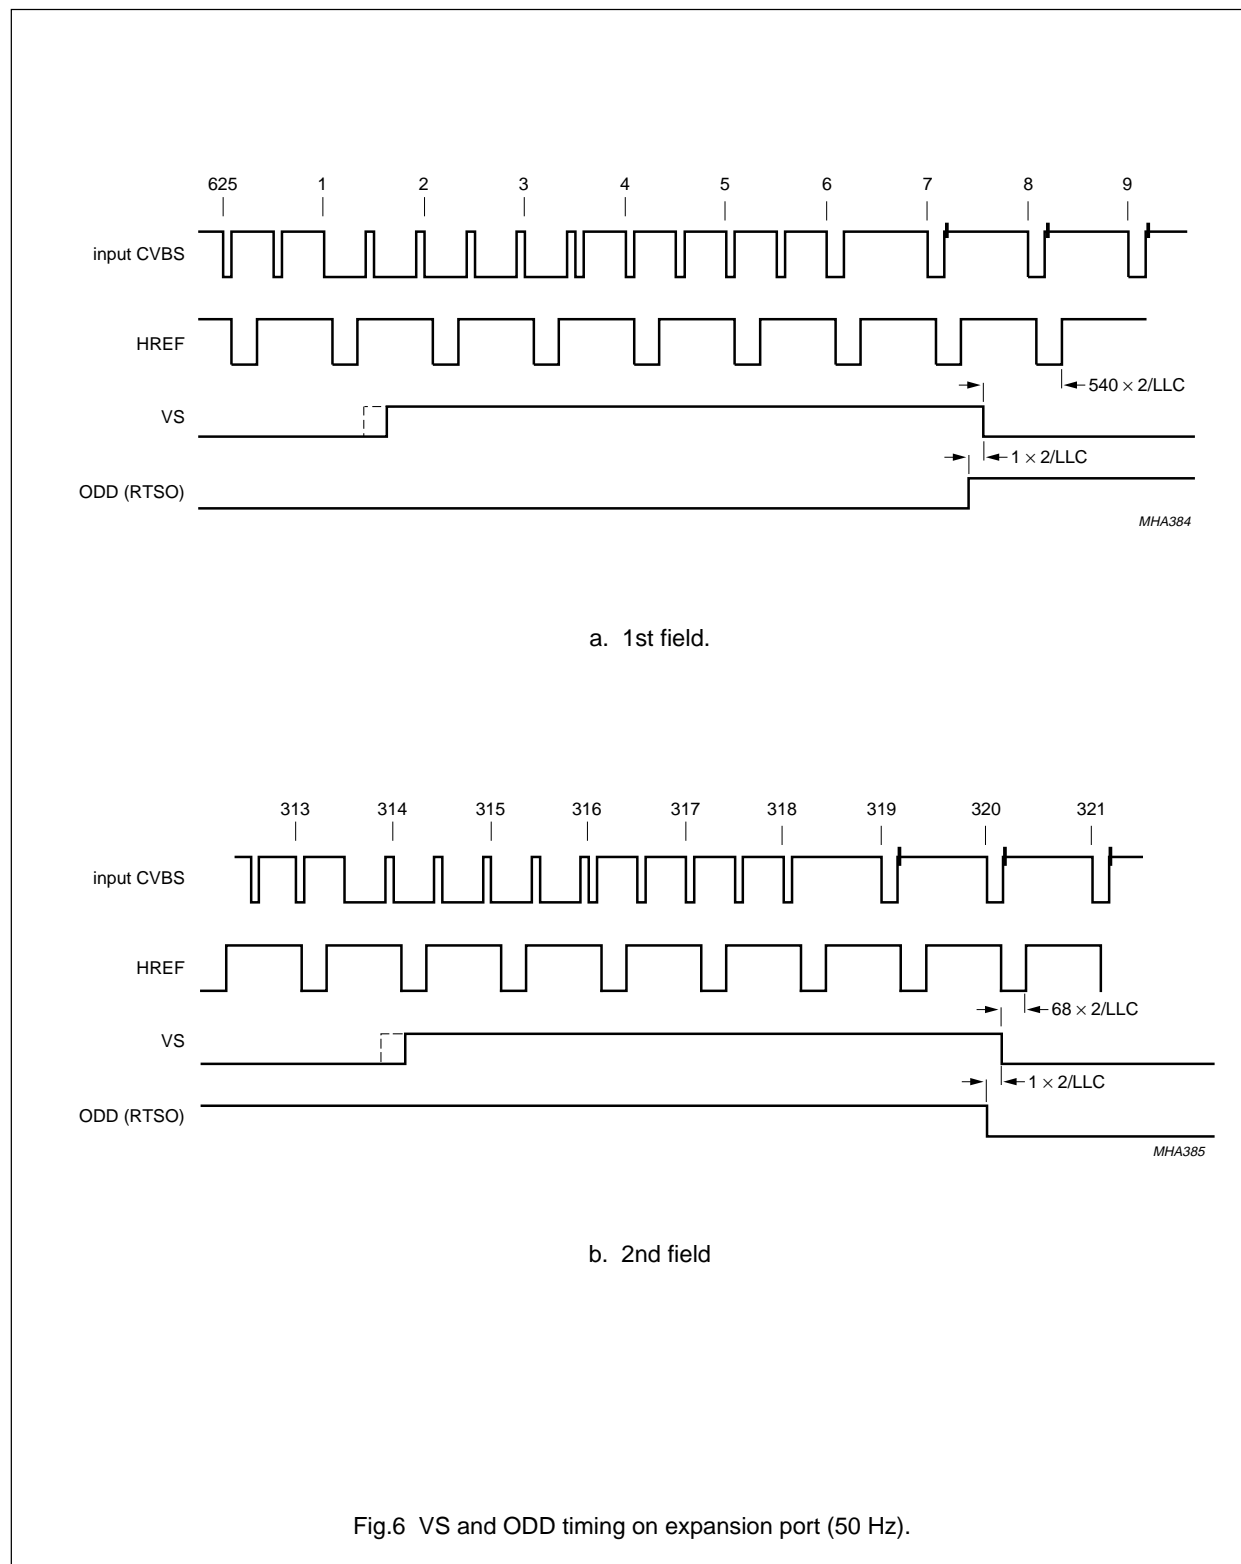 625 1 2 3 4 5 6 7 8 9
input CVBS
HREF
540 × 2/LLC
VS
1 × 2/LLC
ODD (RTSO)
MHA384
a. 1st field.
313 314 315 316 317 318 319 320 321
input CVBS
HREF
68 × 2/LLC
VS
1 × 2/LLC
ODD (RTSO)
MHA385
b. 2nd field
Fig.6 VS and ODD timing on expansion port (50 Hz).